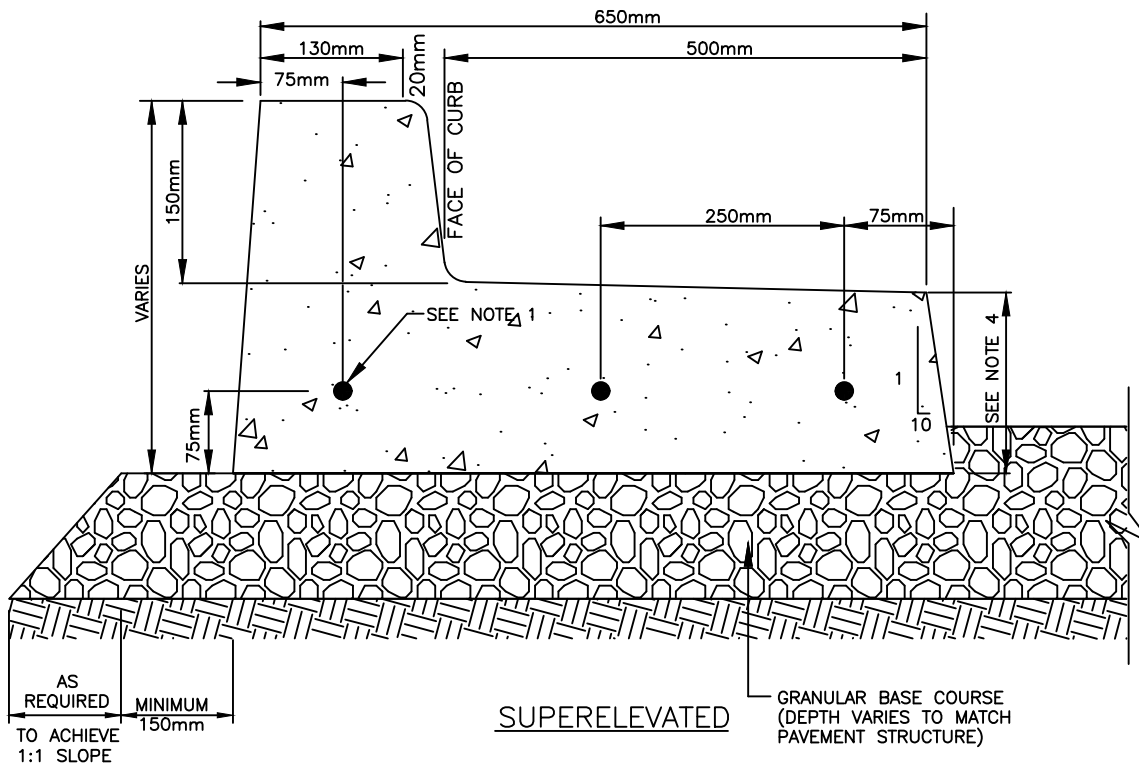 650mm
130mm
500mm
75mm
20mm
FACE OF CURB
150mm
VARIES
250mm
75mm
SEE NOTE 1
SEE NOTE 4
1
10
75mm
AS
REQUIRED
MINIMUM
150mm
TO ACHIEVE
1:1 SLOPE
SUPERELEVATED
GRANULAR BASE COURSE
(DEPTH VARIES TO MATCH
PAVEMENT STRUCTURE)